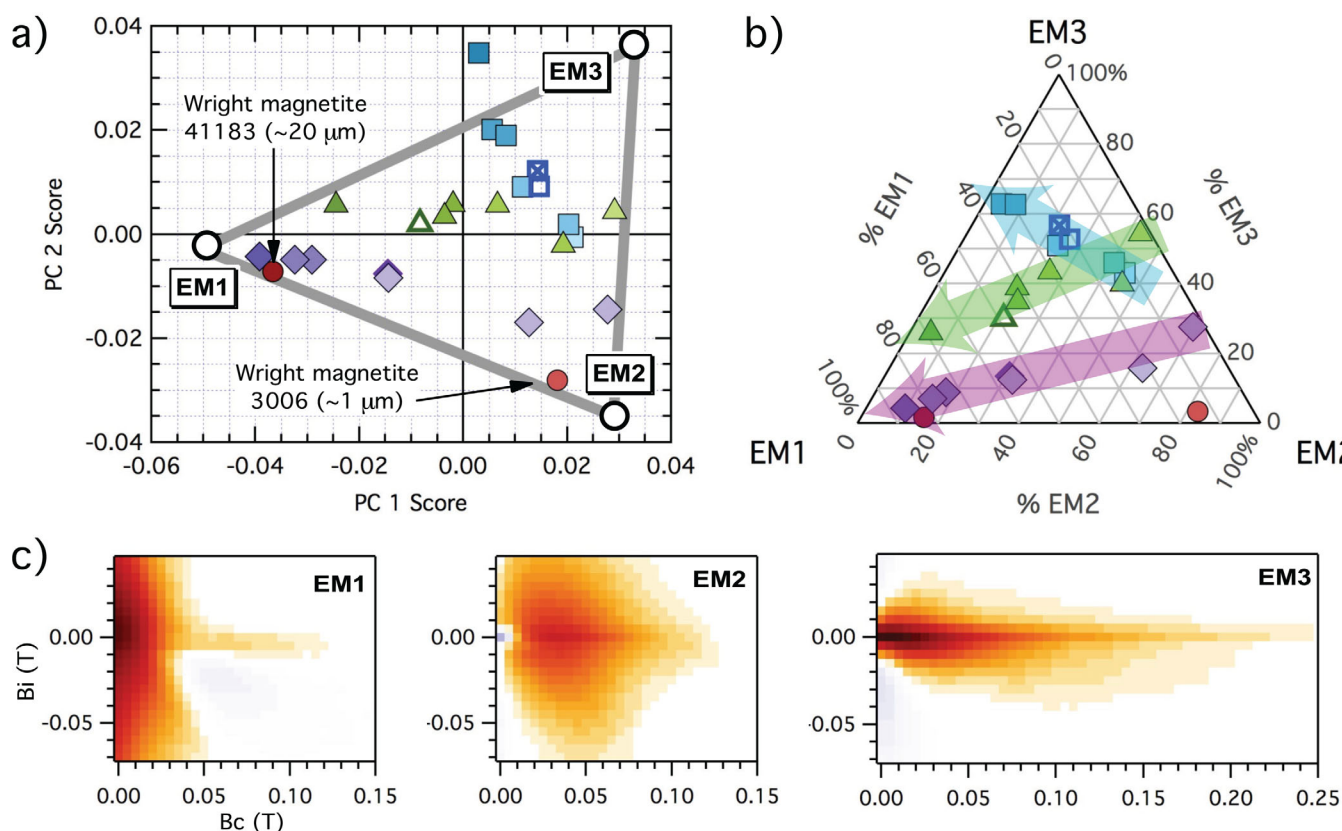 a)
0.04
0.02
0.00
-0.02
-0.04
PC 2 Score
-0.06
-0.04
-0.02
0.00
0.02
0.04
PC 1 Score
EM3
Wright magnetite
41183 (~20 µm)
EM1
Wright magnetite
3006 (~1 µm)
EM2
b)
EM3
0
100%
20
80
40
60
60
40
80
20
100%
0
% EM1
% EM3
0
20
40
60
80
100%
EM1
EM2
% EM2
c)
EM1
0.00
-0.05
Bi (T)
0.00
0.05
0.10
0.15
Bc (T)
EM2
0.00
-0.05
0.00
0.05
0.10
0.15
EM3
0.00
-0.05
0.00
0.05
0.10
0.15
0.20
0.25